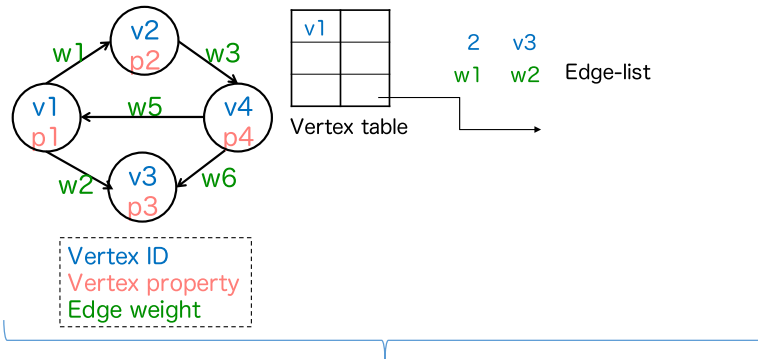 v2
p2
w1
w3
v1
p1
w5
v4
p4
w2
v3
p3
w6
Vertex ID
Vertex property
Edge weight
v1
Vertex table
2 v3
w1 w2
Edge-list